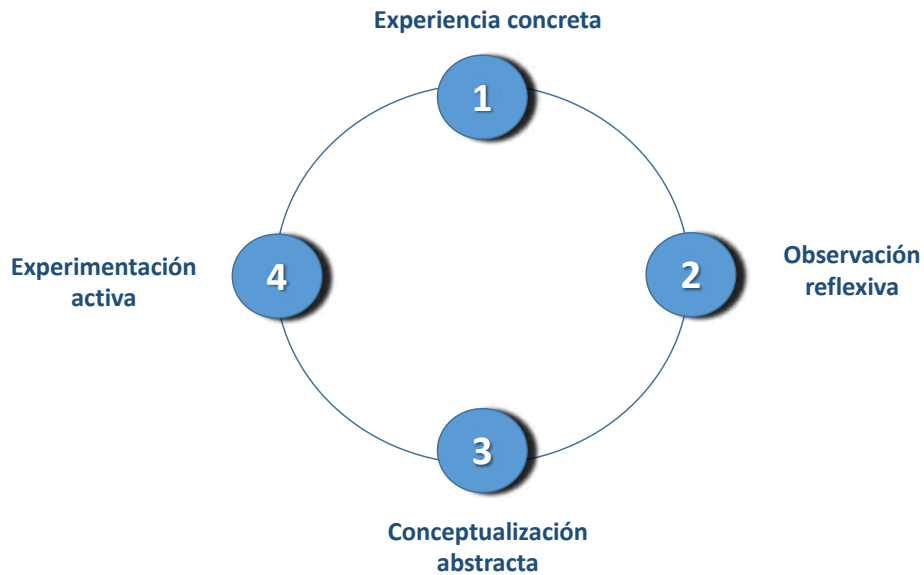 Experiencia concreta
1
2
Observación
reflexiva
3
Conceptualización
abstracta
4
Experimentación
activa